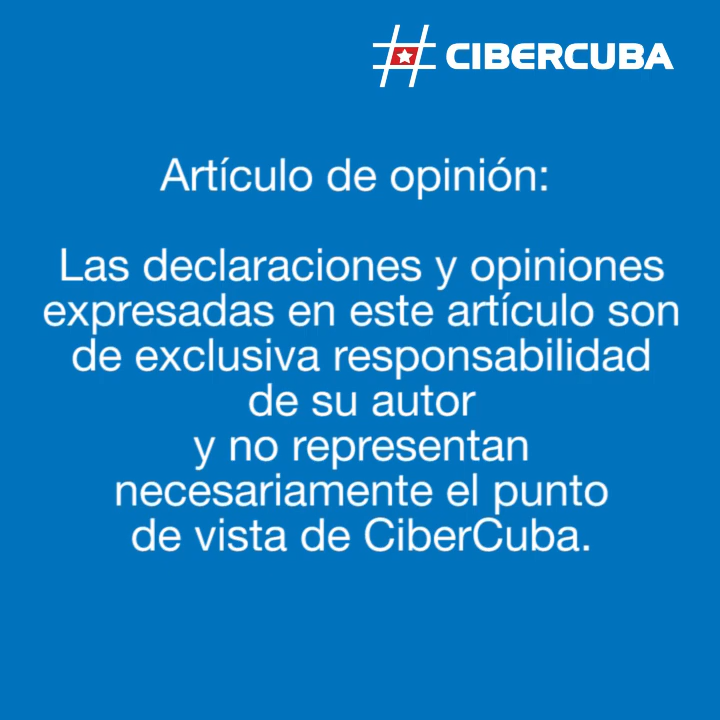 CIBERCUBA
Artículo de opinión:
Las declaraciones y opiniones
expresadas en este artículo son
de exclusiva responsabilidad
de su autor
y no representan
necesariamente el punto
de vista de CiberCuba.